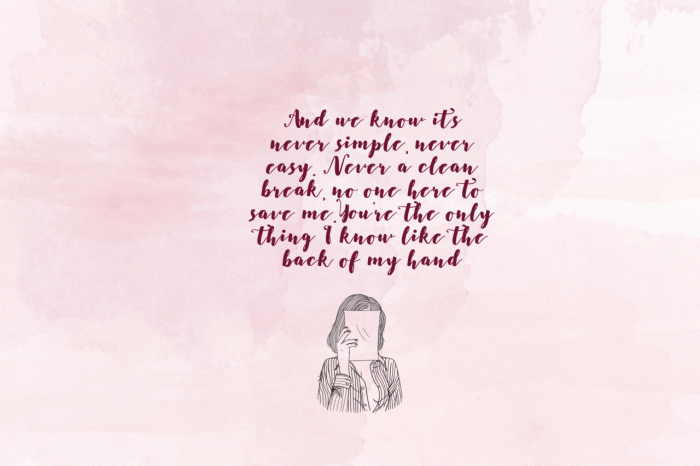 And we know it's
never simple, never
easy. Never a clean
break, no one here to
save me. You're the only
thing I know like the
back of my hand